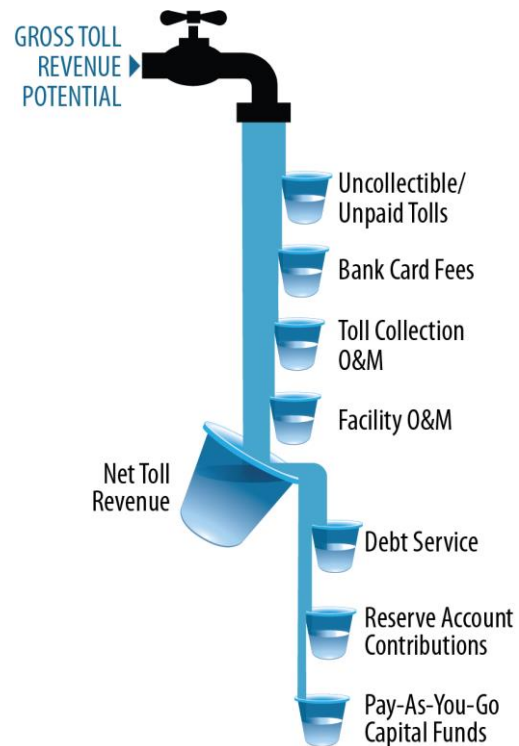 GROSS TOLL
REVENUE
POTENTIAL
Uncollectible/
Unpaid Tolls
Bank Card Fees
Toll Collection
O&M
Facility O&M
Net Toll
Revenue
Debt Service
Reserve Account
Contributions
Pay-As-You-Go
Capital Funds